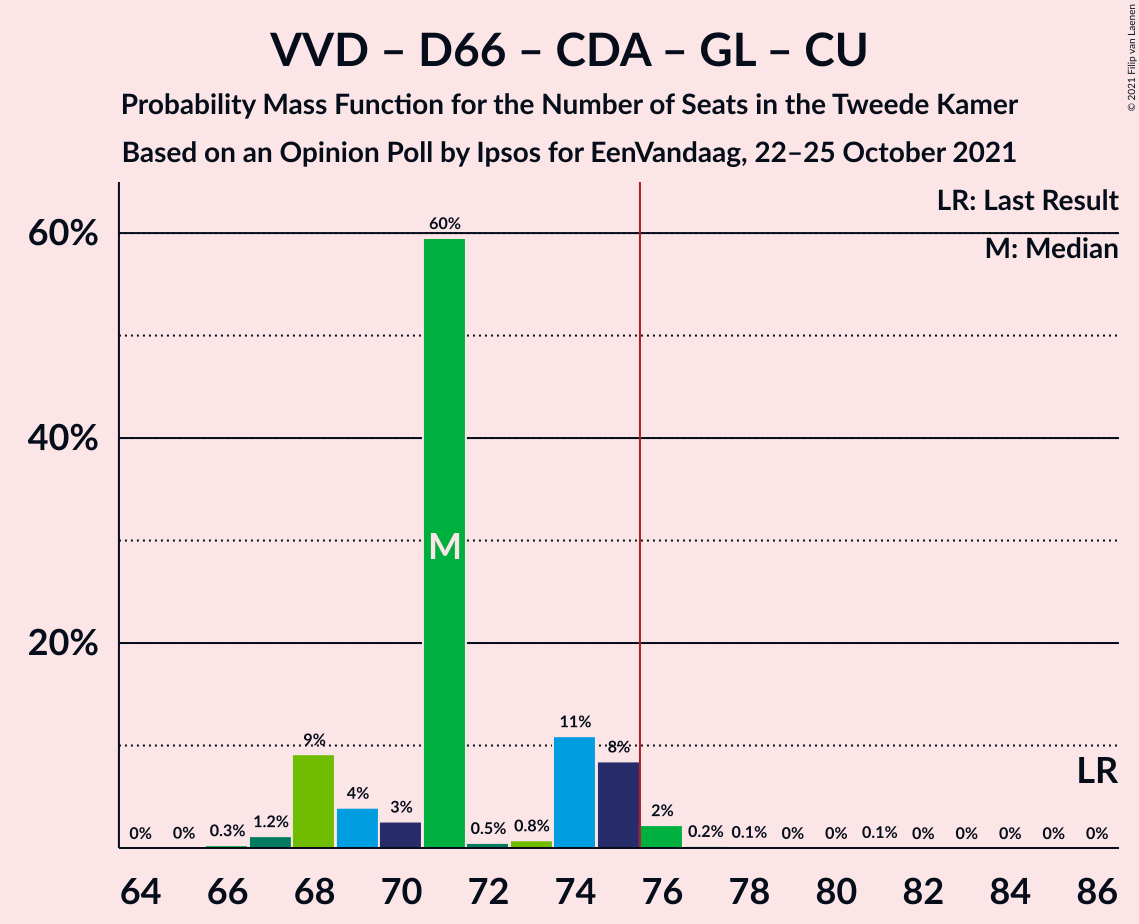 VVD – D66 – CDA – GL – CU
Probability Mass Function for the Number of Seats in the Tweede Kamer
Based on an Opinion Poll by Ipsos for EenVandaag, 22–25 October 2021
© 2021 Filip van Laenen
LR: Last Result
M: Median
60%
40%
20%
0% 0% 0.3% 1.2% 9% 4% 3% 60% 0.5% 0.8% 11% 8% 2% 0.2% 0.1% 0% 0% 0.1% 0% 0% 0% 0% 0%
M
LR
64 66 68 70 72 74 76 78 80 82 84 86